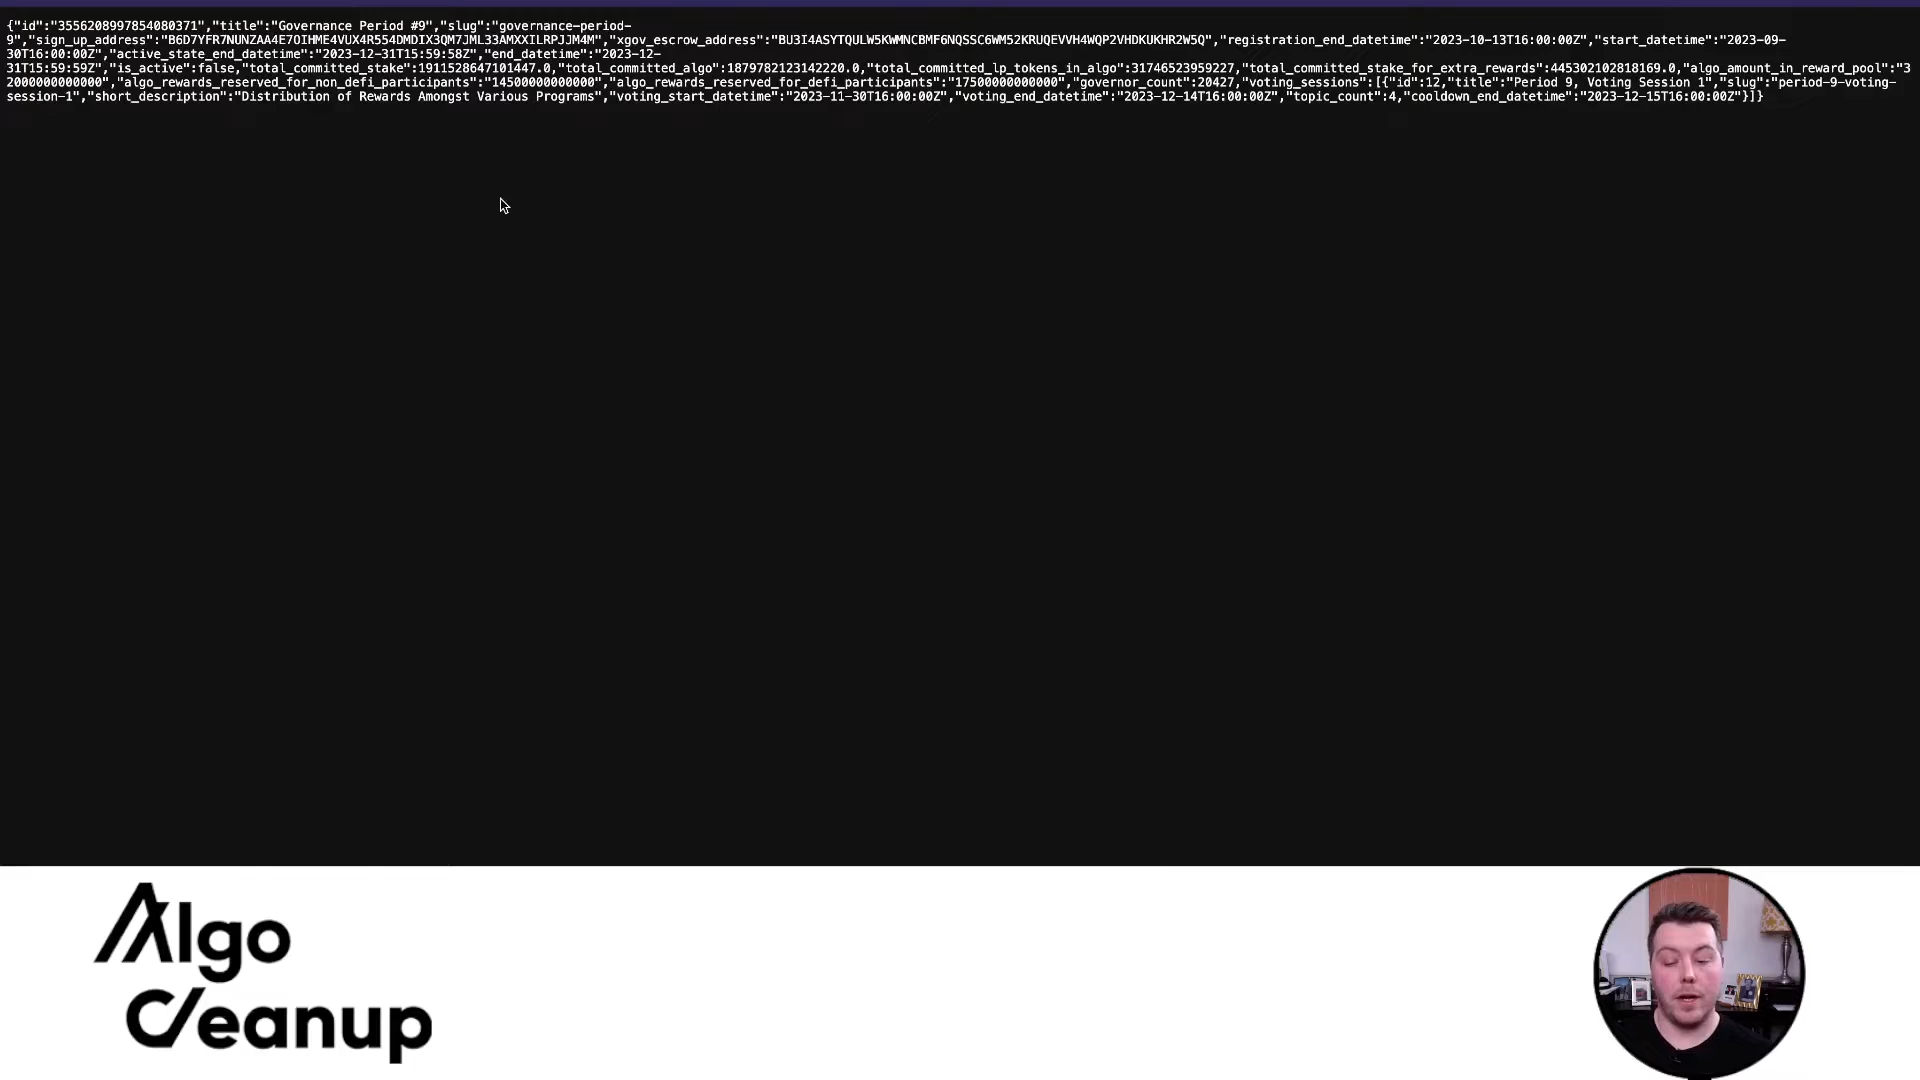 {"id":"3556208997854080371","title":"Governance Period #9","slug":"governance-period-
9","sign_up_address":"B6D7YFR7NUNZAA4E7OIHME4VUX4R554DMDIX3QM7JML33AMXXILRPJJM4M","xgov_escrow_address":"BU3I4ASYTQULW5KWMNCBMF6NQSSC6WM52KRUQEVVH4WQP2VHDKUKHR2W5Q","registration_end_datetime":"2023-10-13T16:00:00Z","start_datetime":"2023-09-
30T16:00:00Z","active_state_end_datetime":"2023-12-31T15:59:58Z","end_datetime":"2023-12-
31T15:59:59Z","is_active":false,"total_committed_stake":1911528647101447.0,"total_committed_algo":1879782123142220.0,"total_committed_lp_tokens_in_algo":31746523959227,"total_committed_stake_for_extra_rewards":445302102818169.0,"algo_amount_in_reward_pool":"3
2000000000000","algo_rewards_reserved_for_non_defi_participants":"14500000000000","algo_rewards_reserved_for_defi_participants":"17500000000000","governor_count":20427,"voting_sessions":[{"id":12,"title":"Period 9, Voting Session 1","slug":"period-9-voting-
session-1","short_description":"Distribution of Rewards Amongst Various Programs","voting_start_datetime":"2023-11-30T16:00:00Z","voting_end_datetime":"2023-12-14T16:00:00Z","topic_count":4,"cooldown_end_datetime":"2023-12-15T16:00:00Z"}]}
Algo
Cleanup